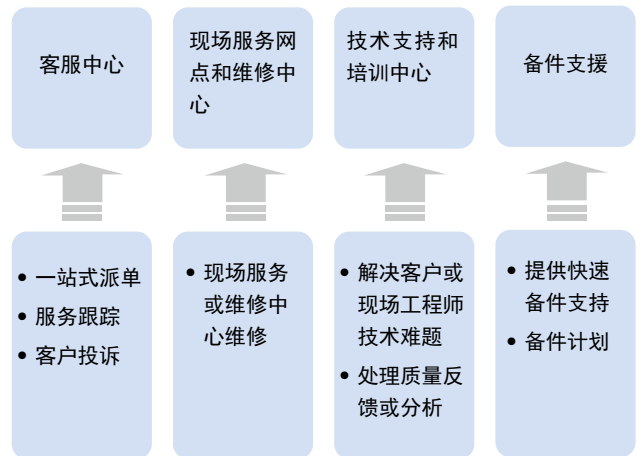 客服中心
现场服务网
点和维修中
心
技术支持和
培训中心
备件支援
• 一站式派单
• 服务跟踪
• 客户投诉
• 现场服务
或维修中
心维修
• 解决客户或
现场工程师
技术难题
• 处理质量反
馈或分析
• 提供快速
备件支持
• 备件计划